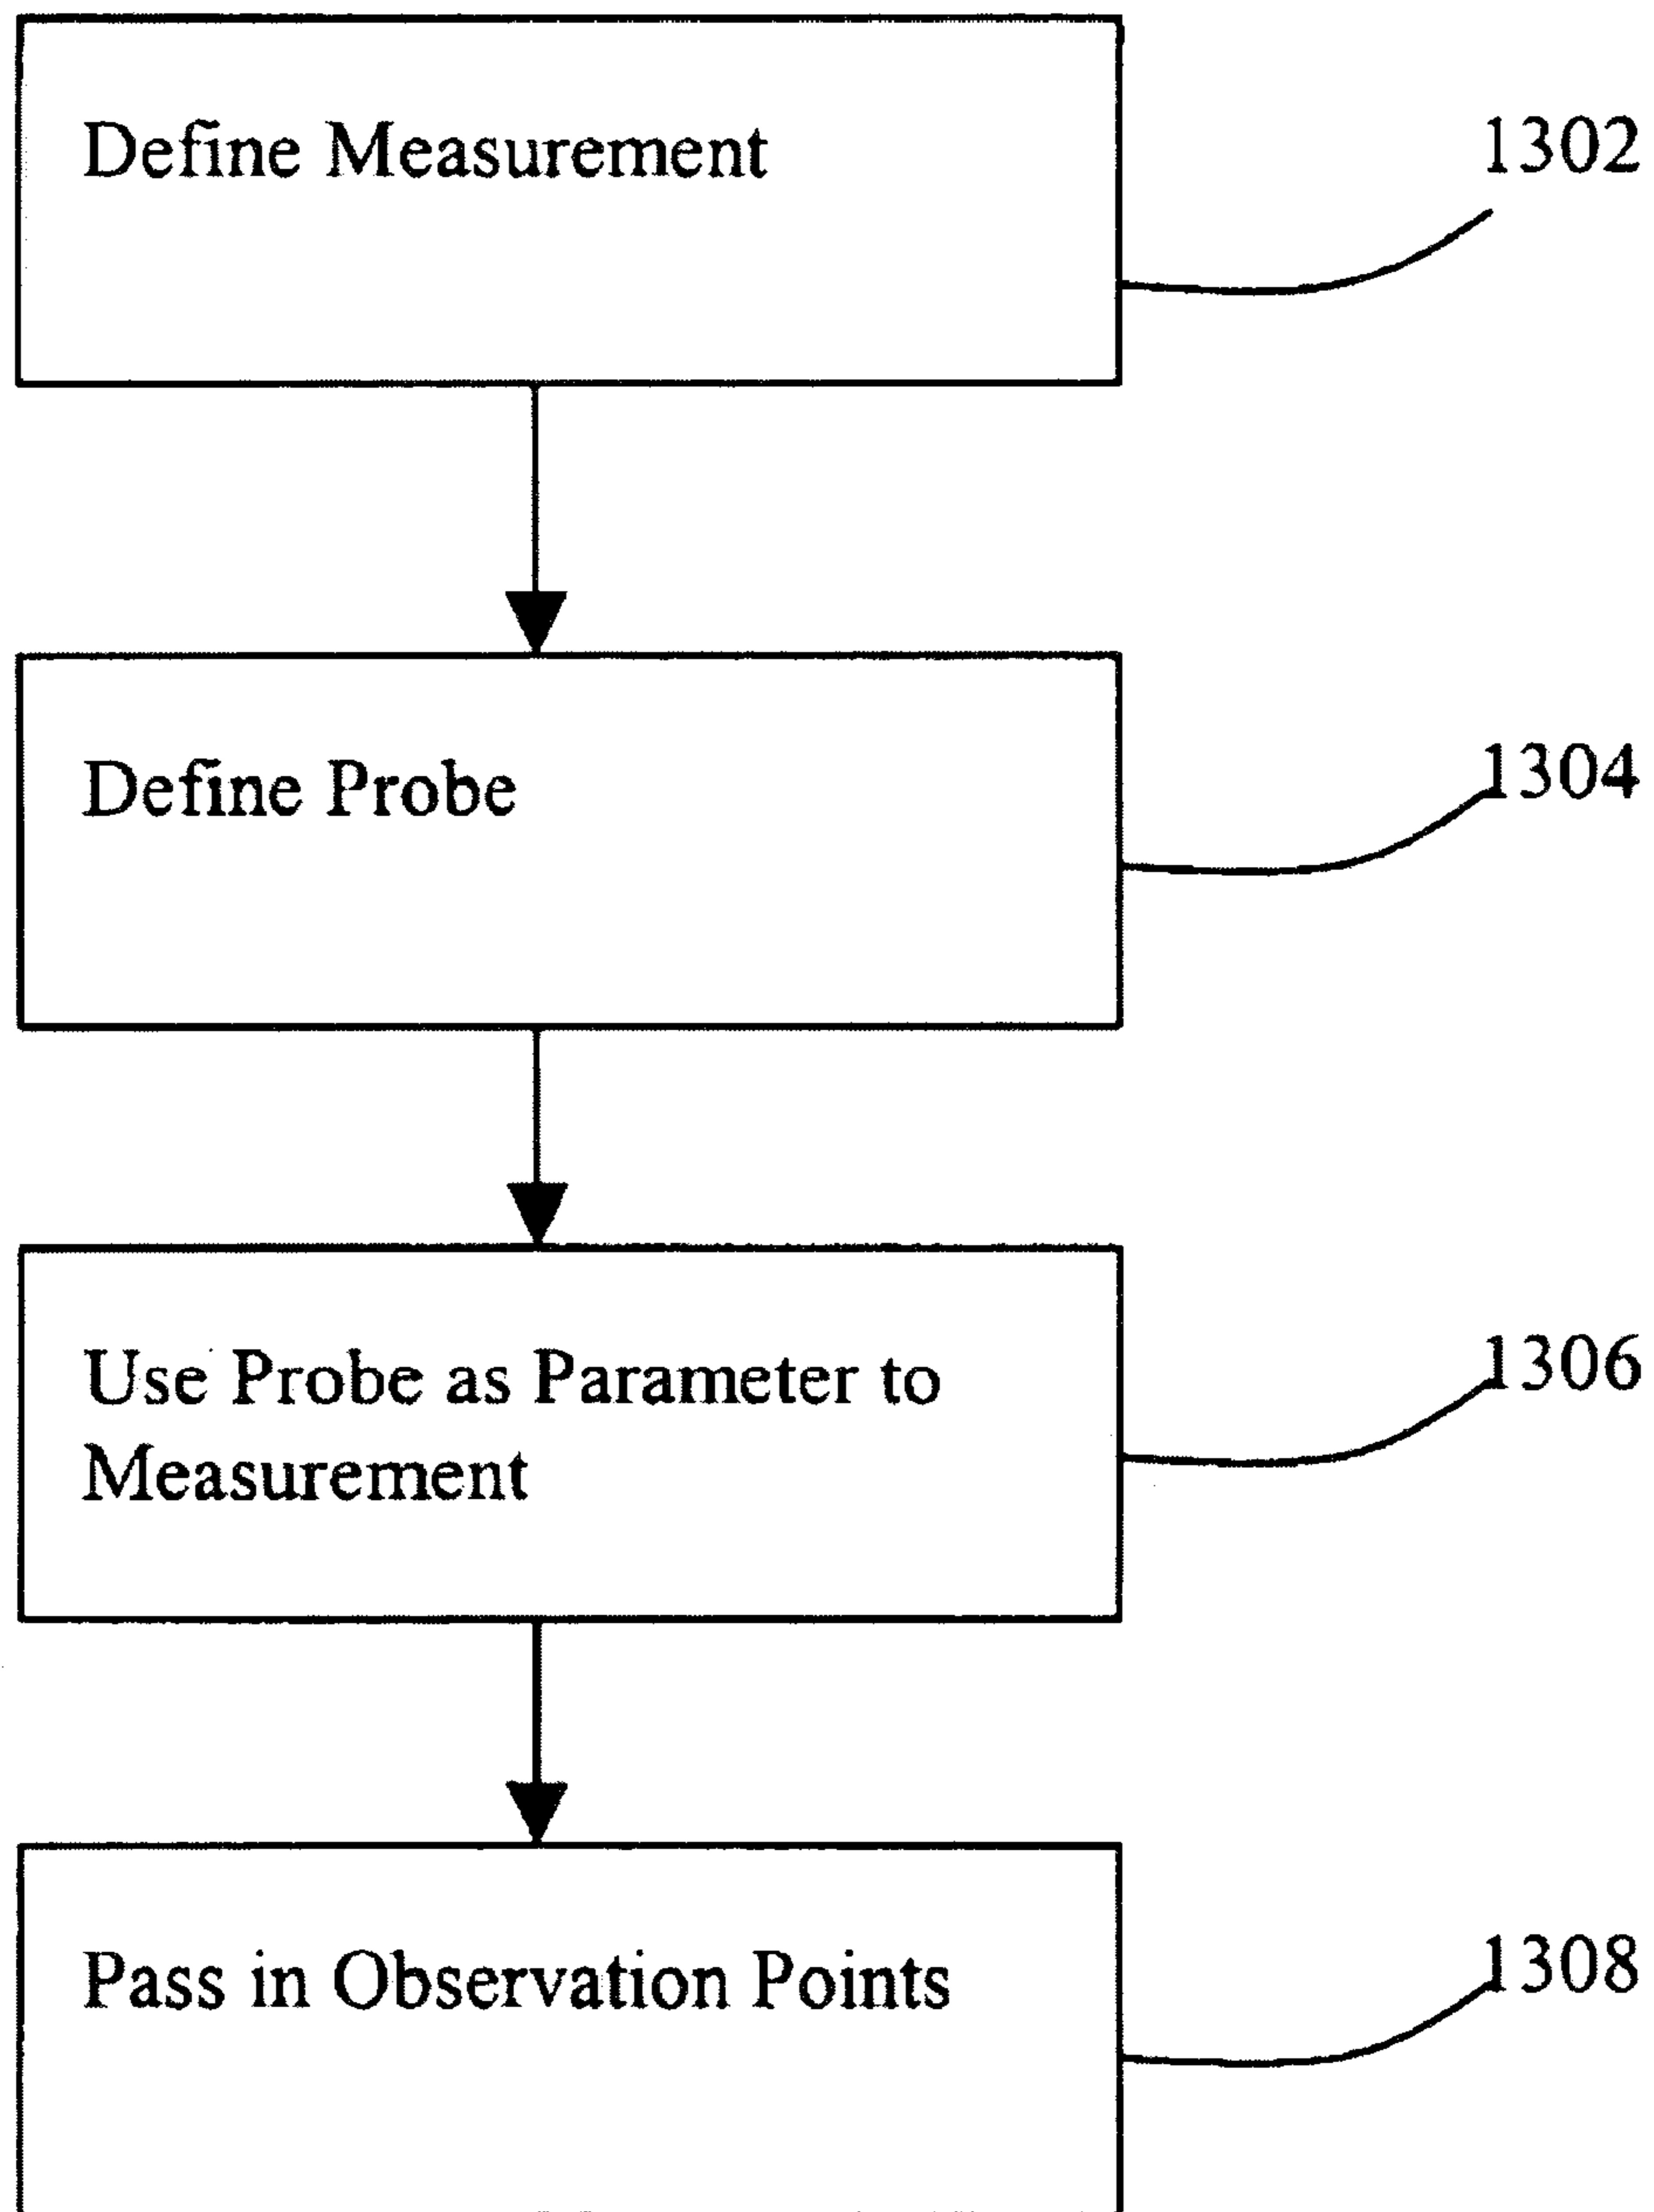 Define Measurement
1302
Define Probe
1304
Use Probe as Parameter to
Measurement
1306
Pass in Observation Points
1308